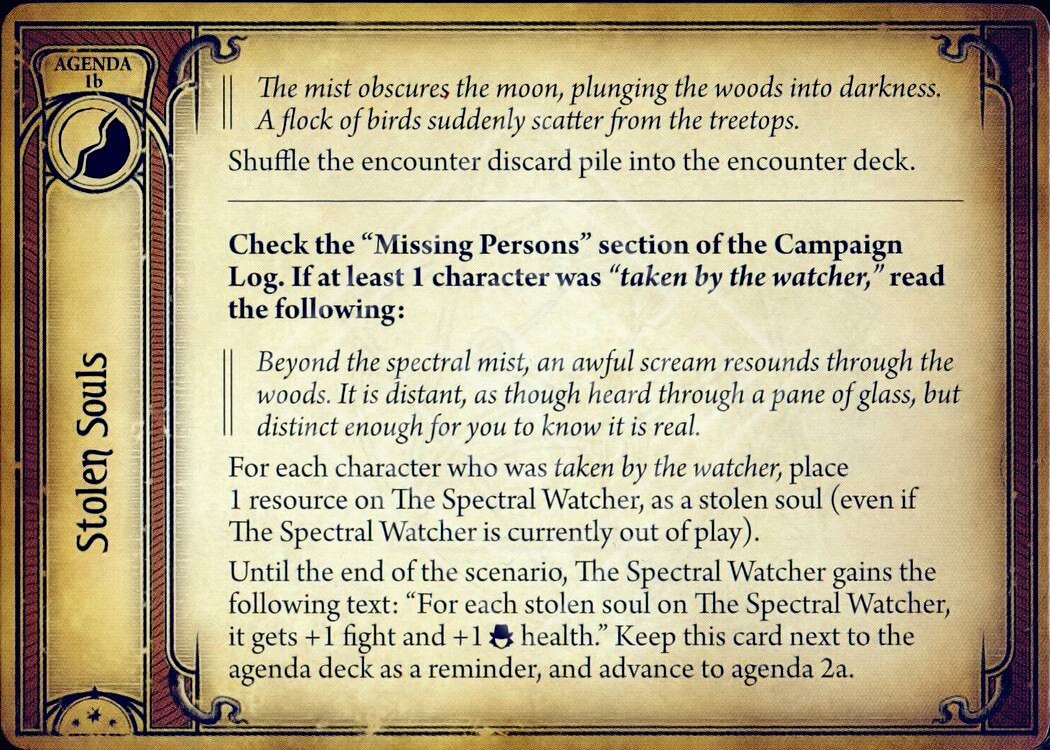 AGENDA
1b
Stolen Souls
The mist obscures the moon, plunging the woods into darkness.
A flock of birds suddenly scatter from the treetops.
Shuffle the encounter discard pile into the encounter deck.
Check the “Missing Persons” section of the Campaign
Log. If at least 1 character was “taken by the watcher,” read
the following:
Beyond the spectral mist, an awful scream resounds through the
woods. It is distant, as though heard through a pane of glass, but
distinct enough for you to know it is real.
For each character who was taken by the watcher, place
1 resource on The Spectral Watcher, as a stolen soul (even if
The Spectral Watcher is currently out of play).
Until the end of the scenario, The Spectral Watcher gains the
following text: “For each stolen soul on The Spectral Watcher,
it gets +1 fight and +1 health.” Keep this card next to the
agenda deck as a reminder, and advance to agenda 2a.